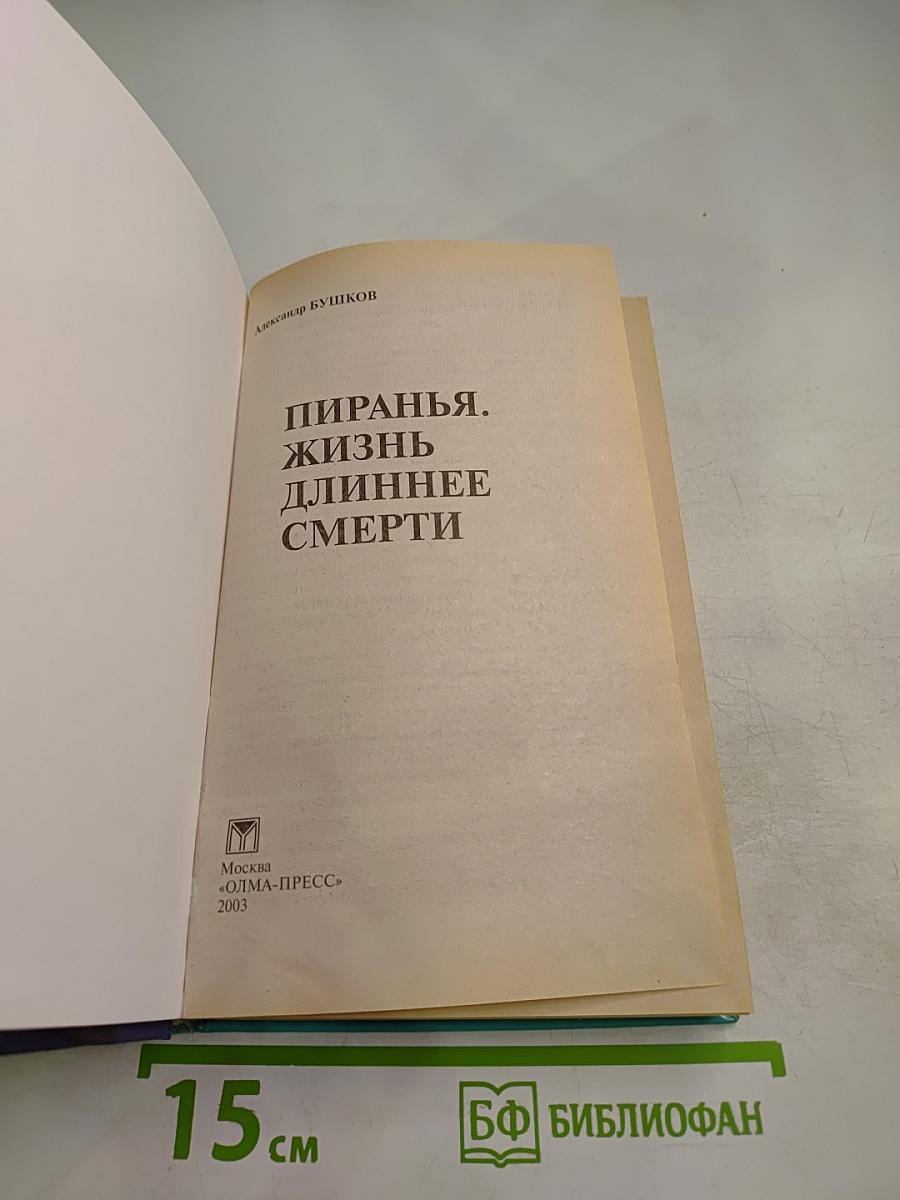 Александр БУШКОВ
ПИРАНЬЯ.
ЖИЗНЬ
ДЛИННЕЕ
СМЕРТИ
Москва
«ОЛМА-ПРЕСС»
2003
15 см
БФ БИБЛИОФАН